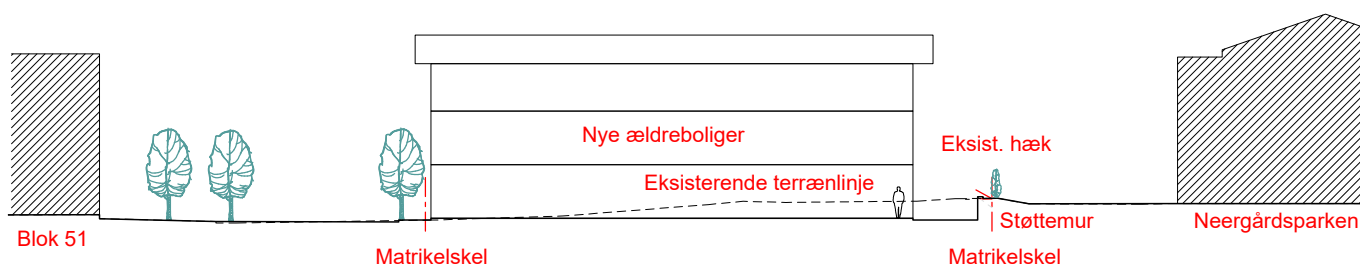 Nye ældreboliger
Eksist. hæk
Eksisterende terrænlinje
Støttemur
Neergårdsparken
Blok 51
Matrikelskel
Matrikelskel